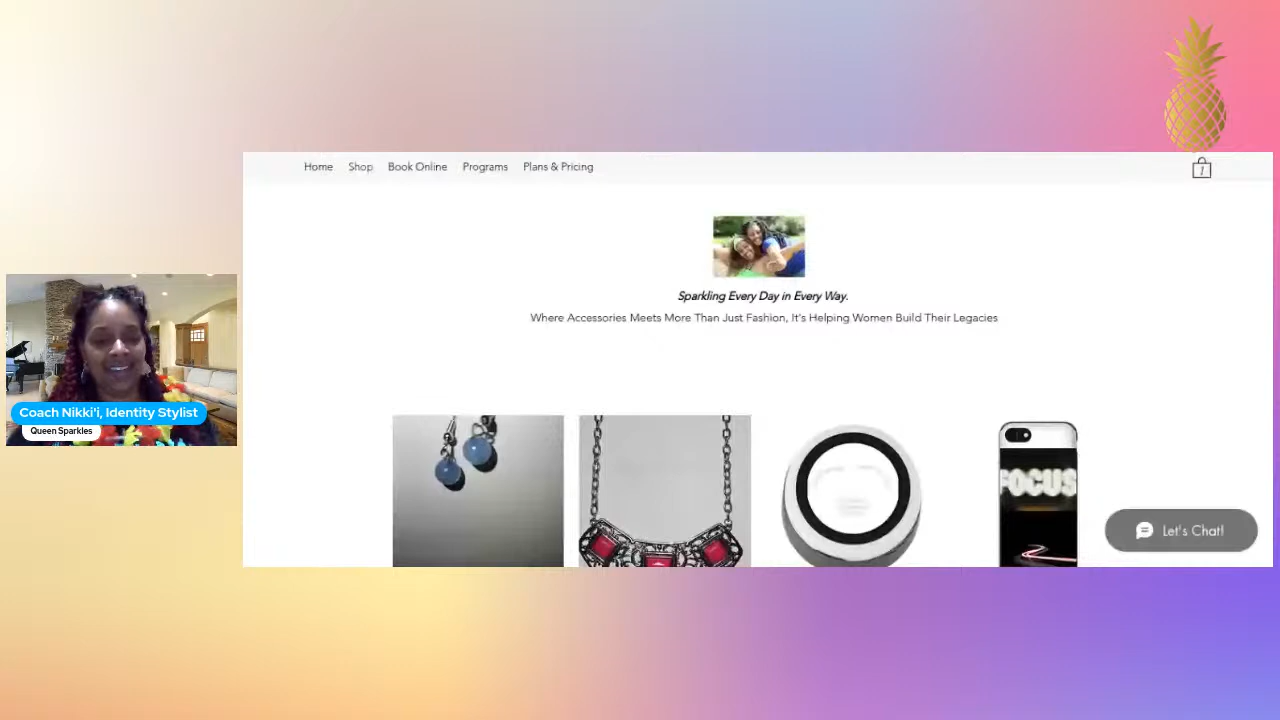 Home Shop Book Online Programs Plans & Pricing
1
Sparkling Every Day in Every Way.
Where Accessories Meets More Than Just Fashion, It's Helping Women Build Their Legacies
Coach Nikki'i, Identity Stylist
Queen Sparkles
FOCUS
Let's Chat!